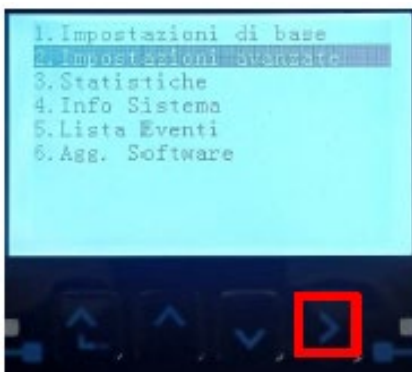 1.Impostazioni di base
2.Impostazioni avanzate
3.Statistiche
4.Info Sistema
5.Lista Eventi
6.Agg. Software